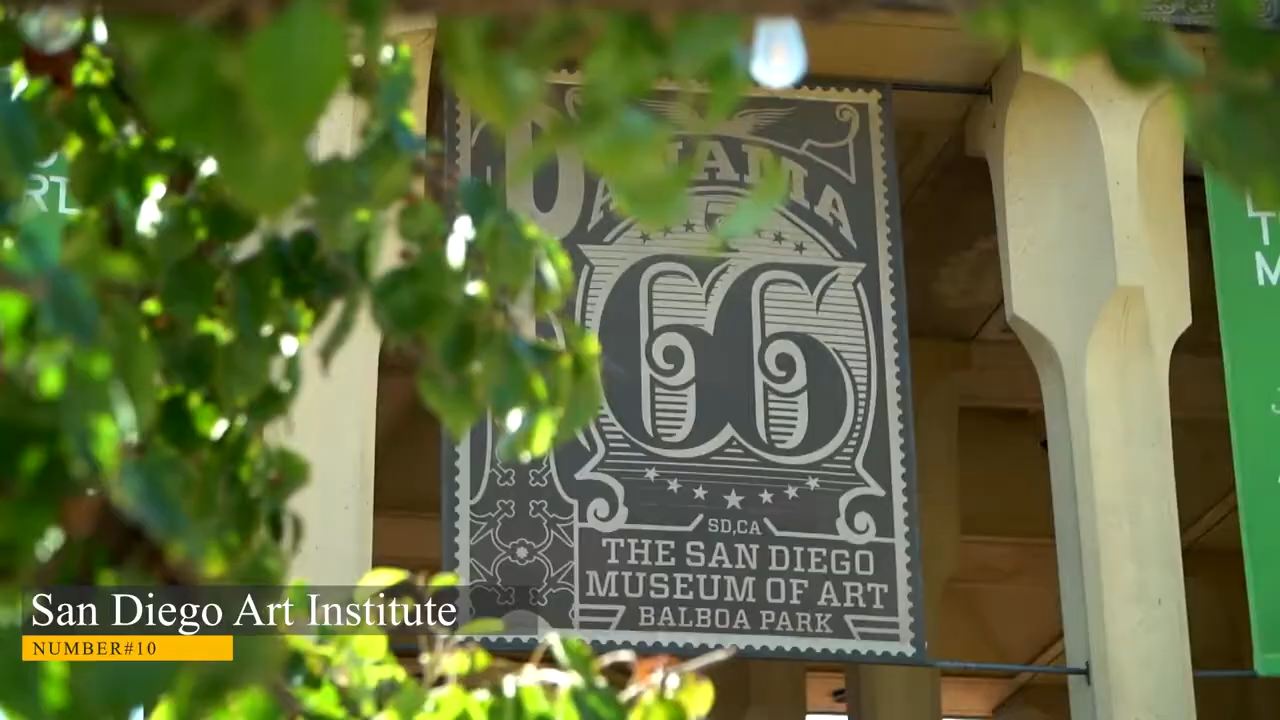 PANAMA
66
SD,CA
THE SAN DIEGO
MUSEUM OF ART
BALBOA PARK
San Diego Art Institute
NUMBER#10